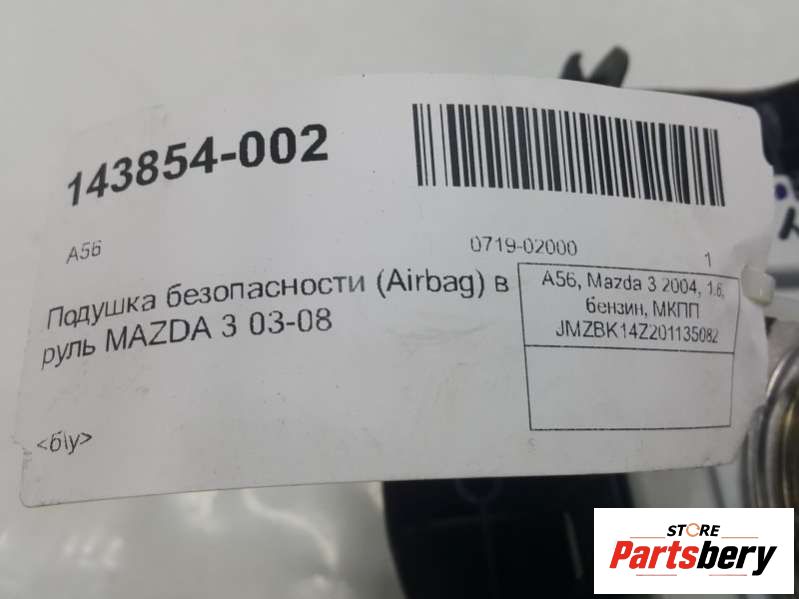 143854-002
A56
0719-02000
1
Подушка безопасности (Airbag) в
руль MAZDA 3 03-08
A56, Mazda 3 2004, 1.6,
бензин, МКПП
JMZBK14Z201135082
<б\у>
STORE
Partsbery